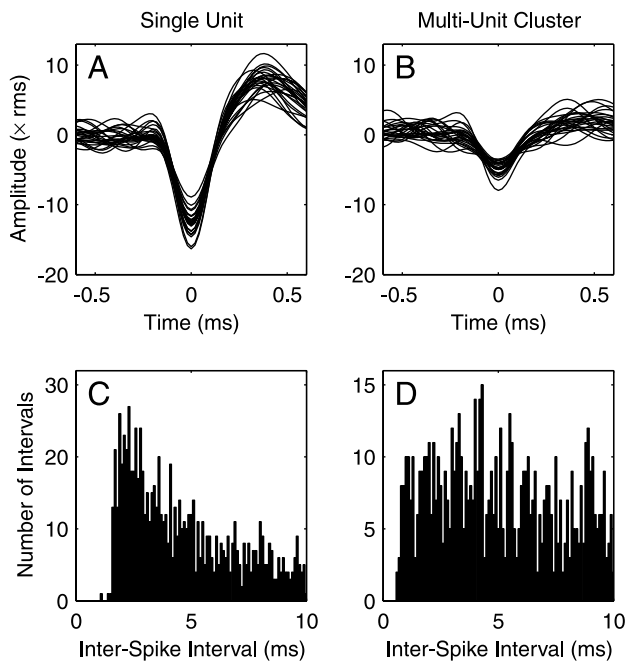 Single Unit
Multi-Unit Cluster
A
B
Amplitude (× rms)
10
0
-10
-20
-0.5
0
0.5
Time (ms)
10
0
-10
-20
-0.5
0
0.5
Time (ms)
C
D
Number of Intervals
30
20
10
0
0
5
10
Inter-Spike Interval (ms)
15
10
5
0
0
5
10
Inter-Spike Interval (ms)